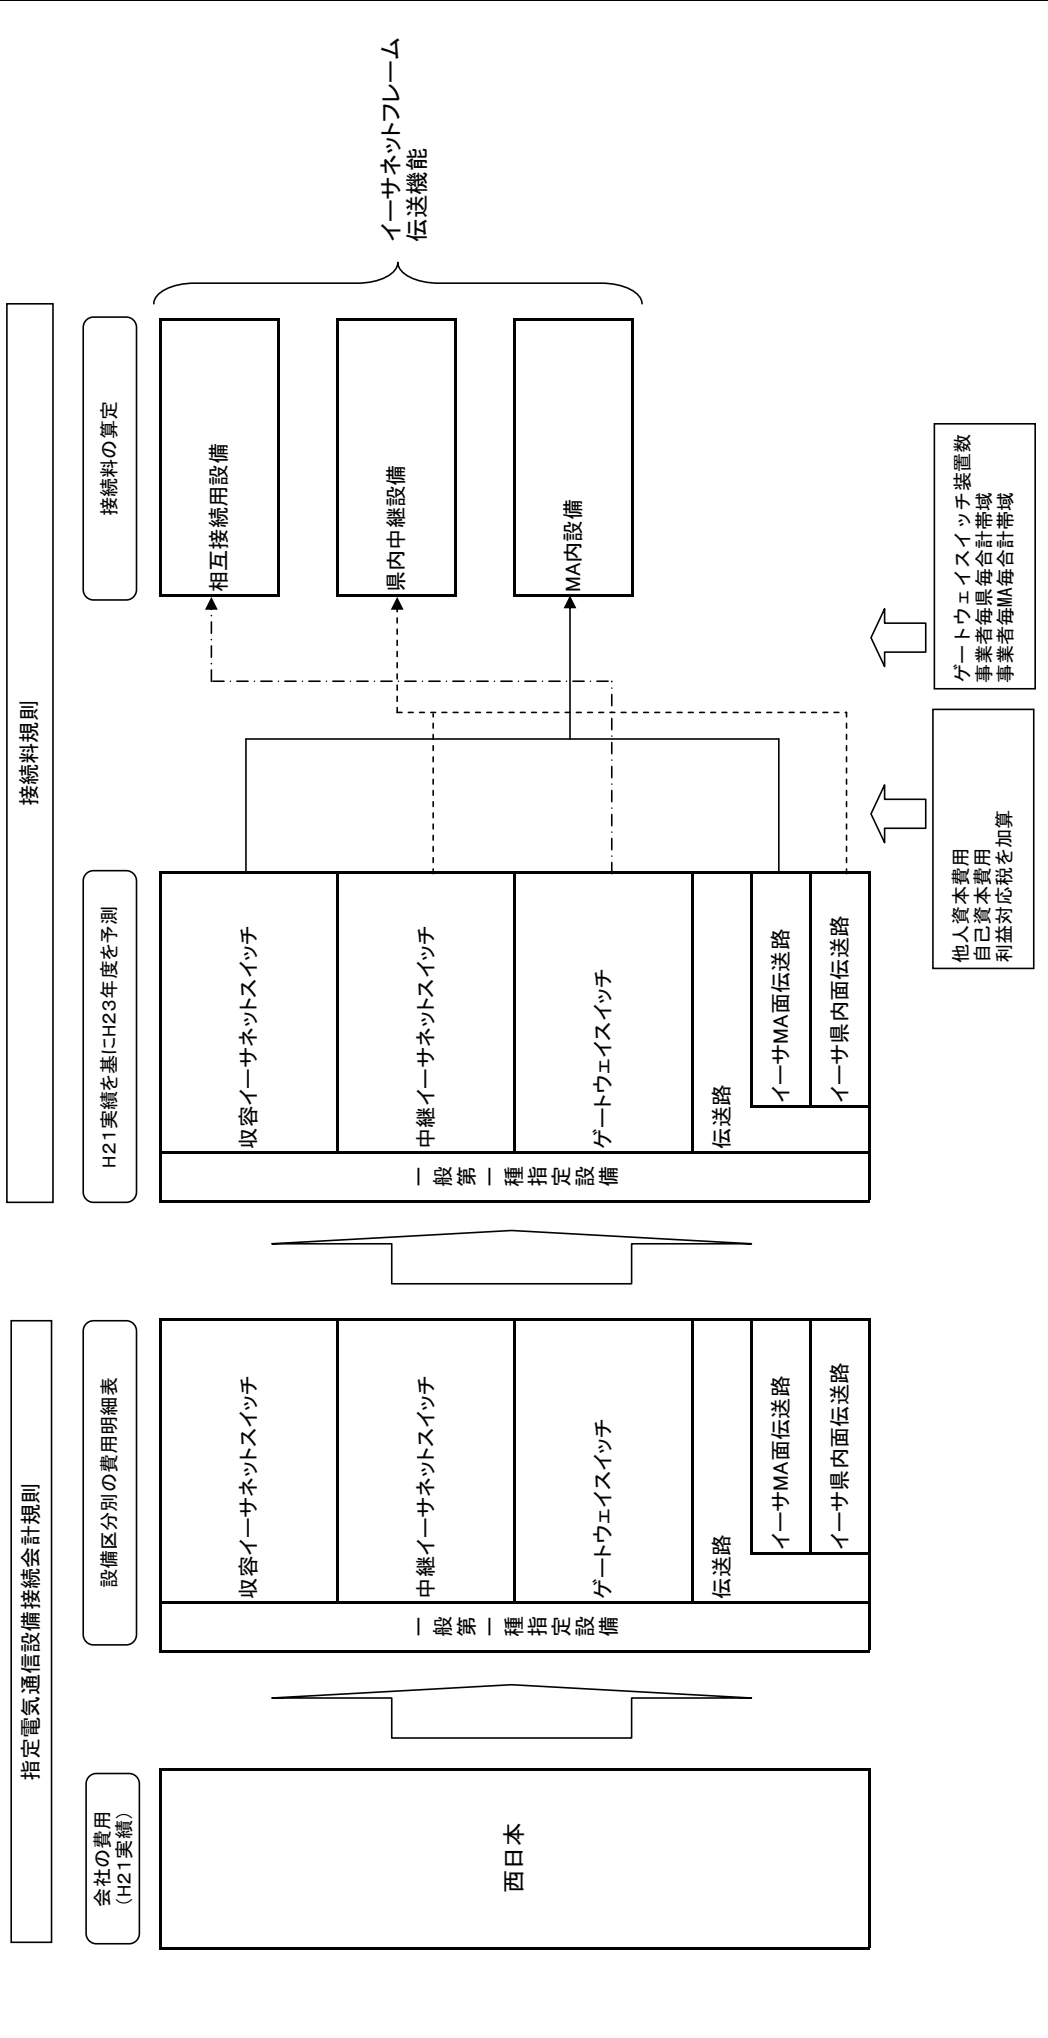 指定電気通信設備接続会計規則
接続料規則
会社の費用
（H21実績）
設備区分別の費用明細表
H21実績を基にH23年度を予測
接続料の算定
西日本
一般第一種指定設備
収容イーサネットスイッチ
中継イーサネットスイッチ
ゲートウェイスイッチ
伝送路
イーサMA面伝送路
イーサ県内面伝送路
一般第一種指定設備
収容イーサネットスイッチ
中継イーサネットスイッチ
ゲートウェイスイッチ
伝送路
イーサMA面伝送路
イーサ県内面伝送路
相互接続用設備
県内中継設備
MA内設備
イーサネットフレーム
伝送機能
他人資本費用
自己資本費用
利益対応税を加算
ゲートウェイスイッチ装置数
事業者毎県毎合計帯域
事業者毎MA毎合計帯域